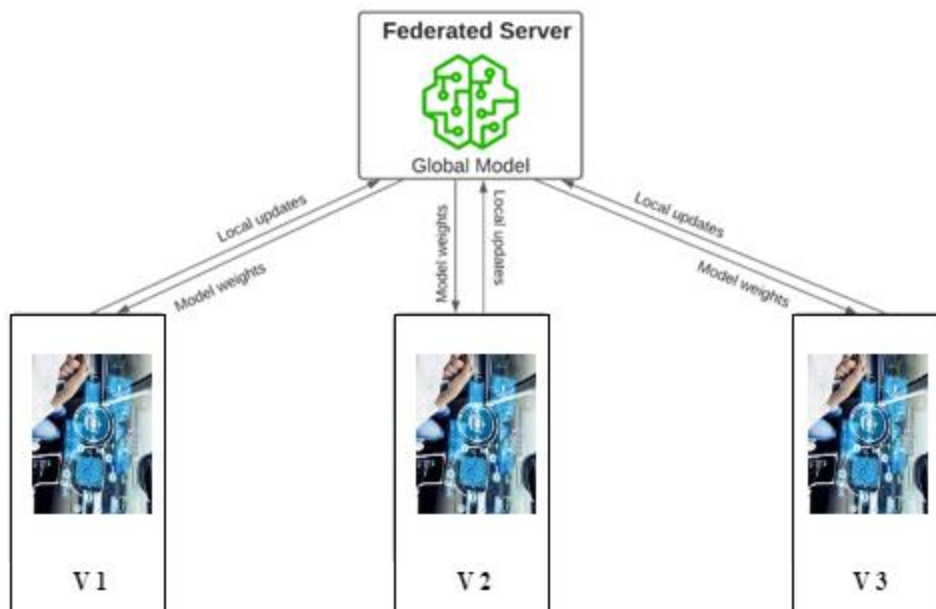 Federated Server
Global Model
Local updates
Model weights
Model weights
Local updates
Local updates
Model weights
V 1
V 2
V 3